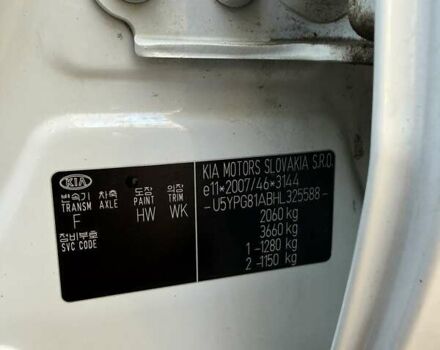 KIA
변속기 차축 도장 의장
TRANSM AXLE PAINT TRIM
F HW WK
장비부호
SVC CODE
KIA MOTORS SLOVAKIA S.R.O.
e11*2007/46*3144
-U5YPG81ABHL325588-
2060 kg
3660 kg
1 -1280 kg
2 -1150 kg